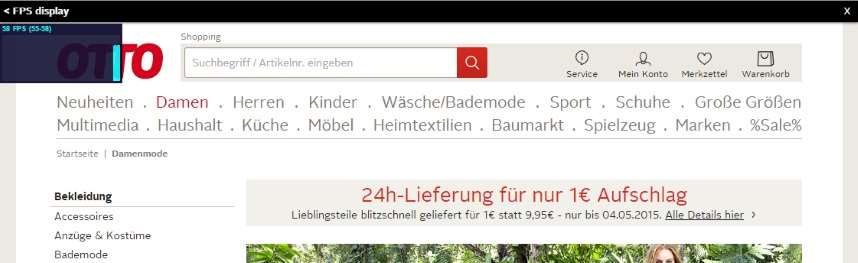 < FPS display X
58 FPS (55-58)
OTTO
Shopping
Suchbegriff / Artikelnr. eingeben
Service Mein Konto Merkzettel Warenkorb
Neuheiten . Damen . Herren . Kinder . Wäsche/Bademode . Sport . Schuhe . Große Größen
Multimedia . Haushalt . Küche . Möbel . Heimtextilien . Baumarkt . Spielzeug . Marken . %Sale%
Startseite | Damenmode
Bekleidung
Accessoires
Anzüge & Kostüme
Bademode
24h-Lieferung für nur 1€ Aufschlag
Lieblingsteile blitzschnell geliefert für 1€ statt 9,95€ - nur bis 04.05.2015. Alle Details hier >